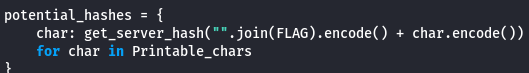 potential_hashes = {
    char: get_server_hash("".join(FLAG).encode() + char.encode())
    for char in Printable_chars
}